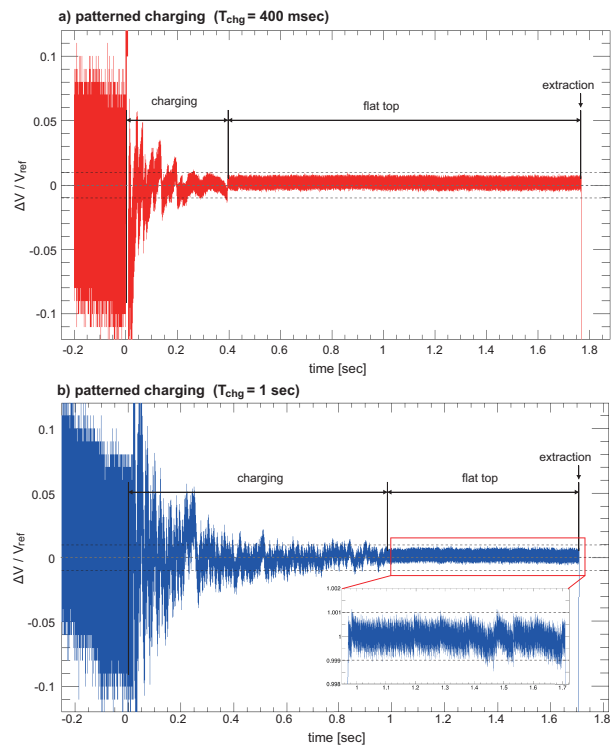 a) patterned charging (Tchg = 400 msec)
extraction
charging
flat top
0.1
0.05
0
-0.05
-0.1
ΔV / Vref
-0.2 0 0.2 0.4 0.6 0.8 1 1.2 1.4 1.6 1.8
time [sec]
b) patterned charging (Tchg = 1 sec)
extraction
charging
flat top
0.1
0.05
0
-0.05
-0.1
ΔV / Vref
1.002
1.001
1
0.999
0.998
1 1.1 1.2 1.3 1.4 1.5 1.6 1.7
-0.2 0 0.2 0.4 0.6 0.8 1 1.2 1.4 1.6 1.8
time [sec]